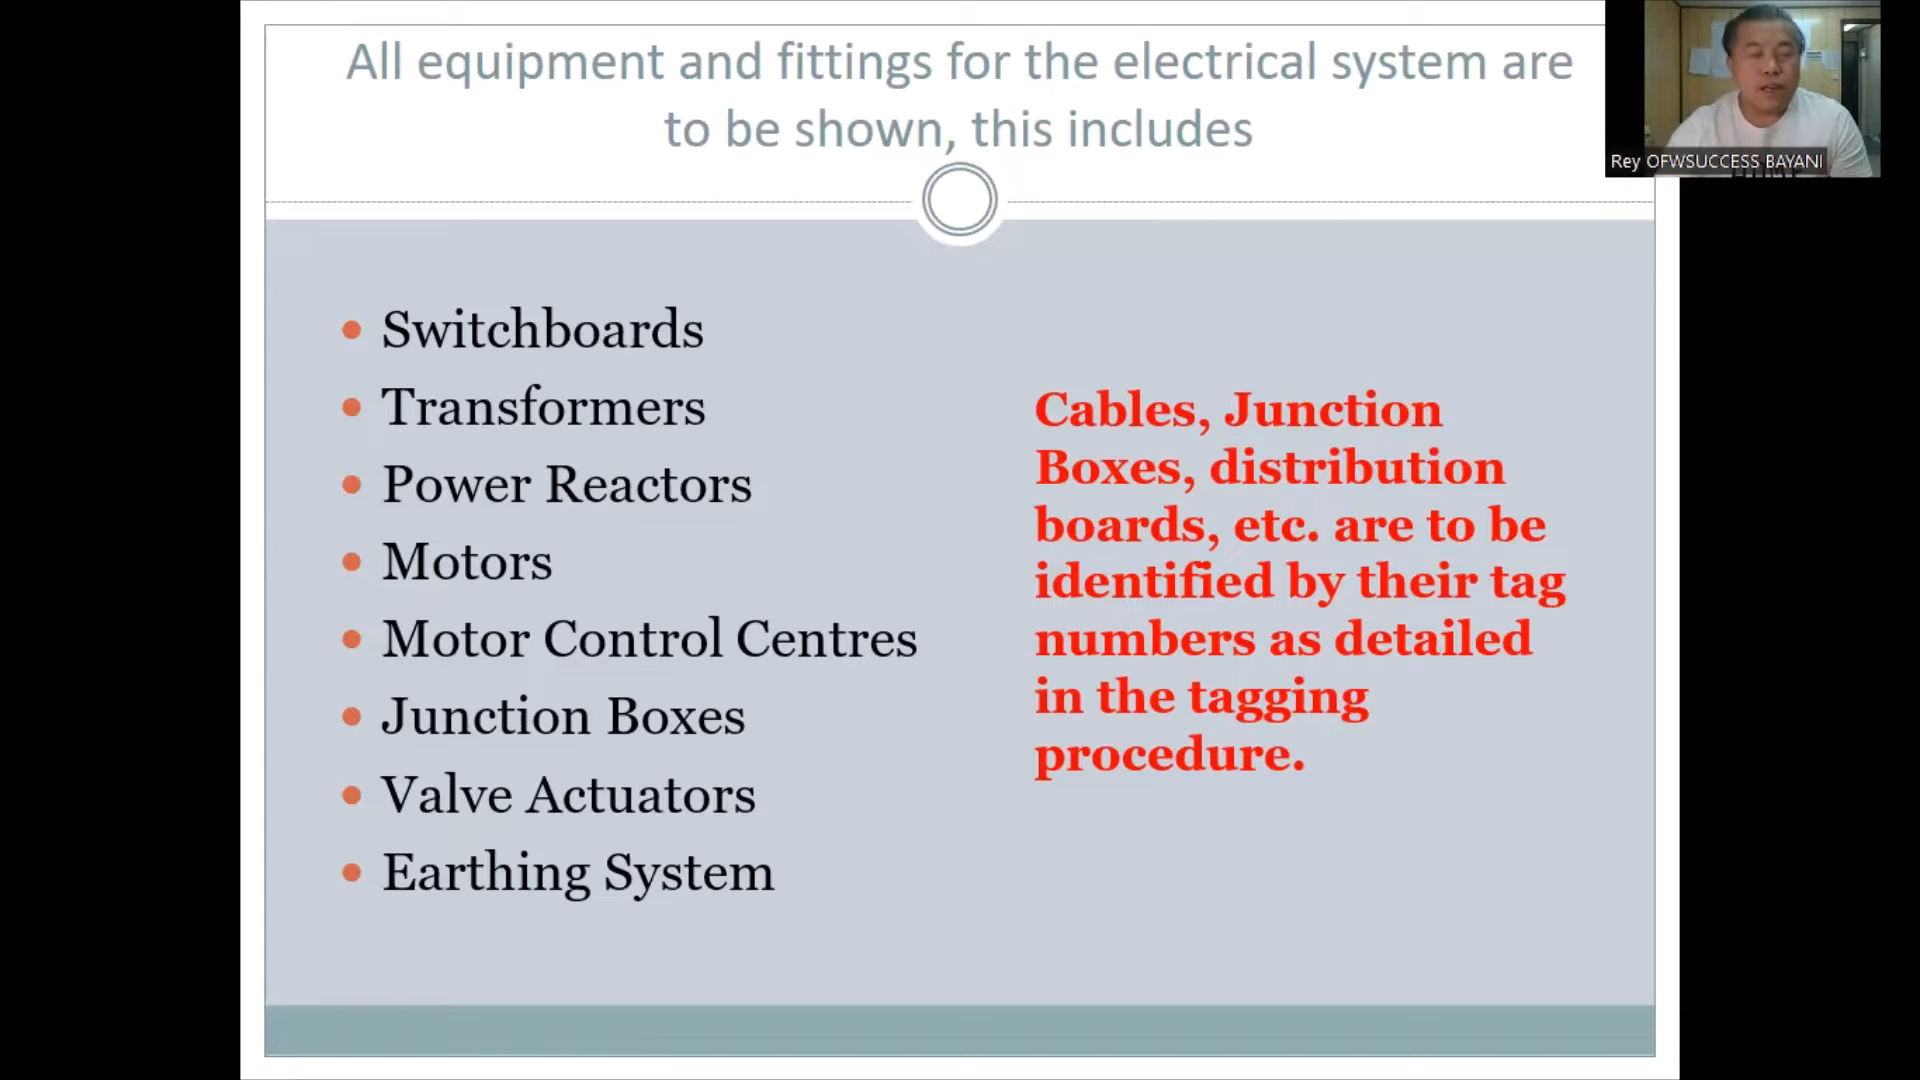 All equipment and fittings for the electrical system are
to be shown, this includes
Rey OFWSUCCESS BAYANI
Switchboards
Transformers
Power Reactors
Motors
Motor Control Centres
Junction Boxes
Valve Actuators
Earthing System
Cables, Junction
Boxes, distribution
boards, etc. are to be
identified by their tag
numbers as detailed
in the tagging
procedure.